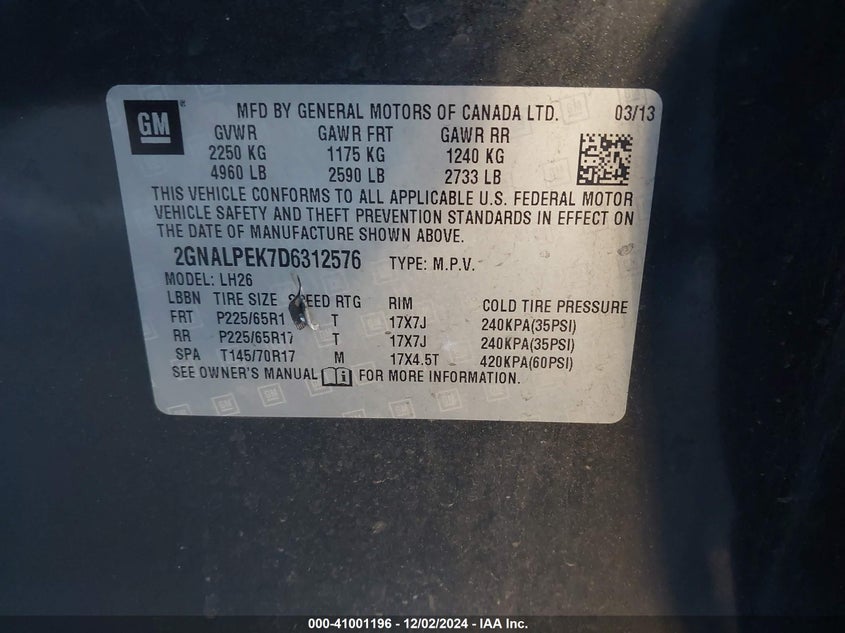 GM ® MFD BY GENERAL MOTORS OF CANADA LTD. 03/13
GVWR GAWR FRT GAWR RR
2250 KG 1175 KG 1240 KG
4960 LB 2590 LB 2733 LB
THIS VEHICLE CONFORMS TO ALL APPLICABLE U.S. FEDERAL MOTOR
VEHICLE SAFETY AND THEFT PREVENTION STANDARDS IN EFFECT ON
THE DATE OF MANUFACTURE SHOWN ABOVE.
2GNALPEK7D6312576 TYPE: M.P.V.
MODEL: LH26
LBBN TIRE SIZE RTG RIM COLD TIRE PRESSURE
FRT P225/65R1 T 17X7J 240KPA(35PSI)
RR P225/65R17 T 17X7J 240KPA(35PSI)
SPA T145/70R17 M 17X4.5T 420KPA(60PSI)
SEE OWNER'S MANUAL FOR MORE INFORMATION.
000-41001196 - 12/02/2024 - IAA Inc.